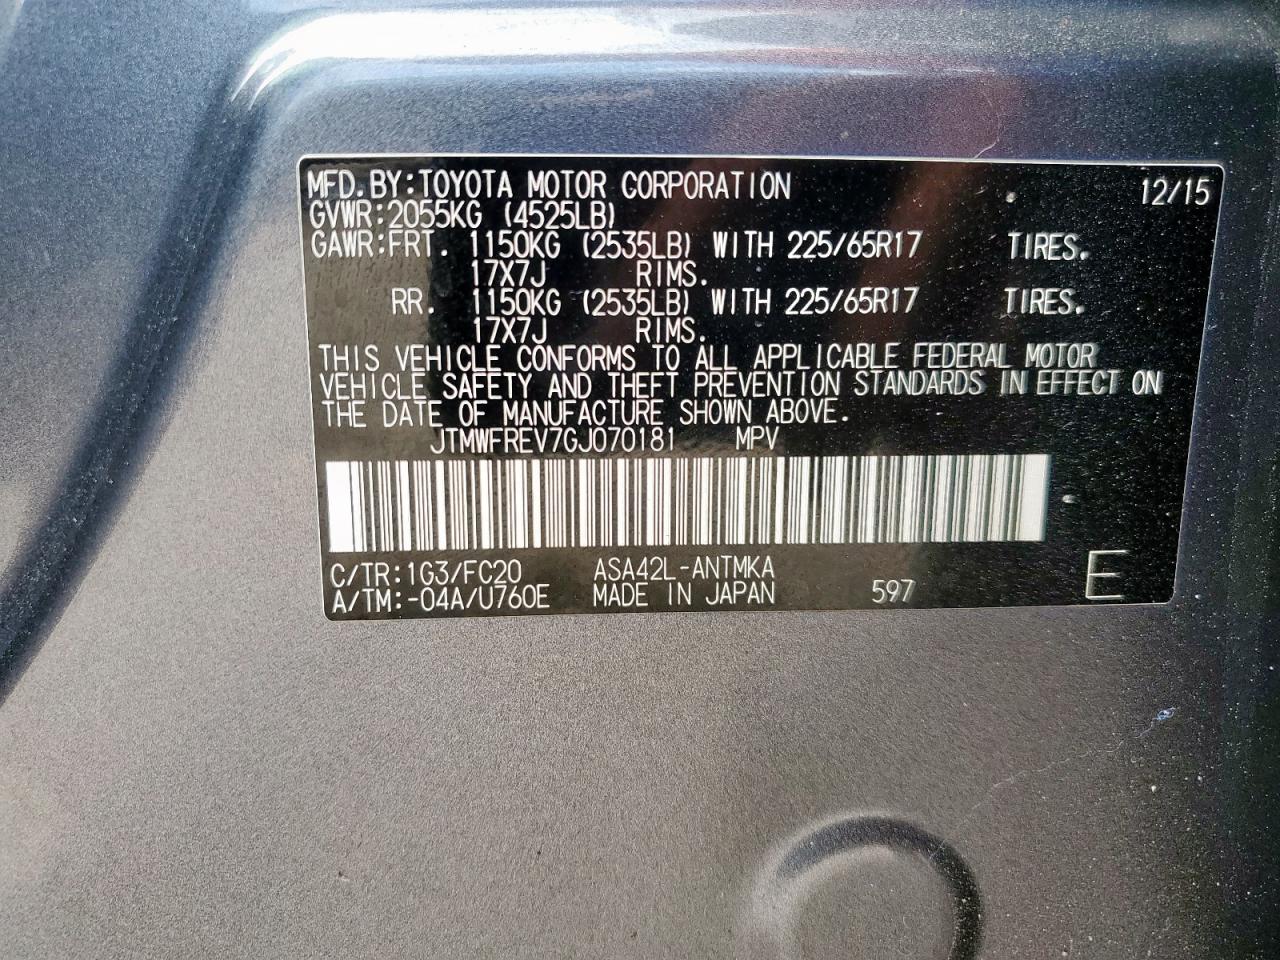 MFD.BY:TOYOTA MOTOR CORPORATION 12/15
GVWR:2055KG (4525LB)
GAWR:FRT. 1150KG (2535LB) WITH 225/65R17 TIRES.
17X7J RIMS.
RR. 1150KG (2535LB) WITH 225/65R17 TIRES.
17X7J RIMS.
THIS VEHICLE CONFORMS TO ALL APPLICABLE FEDERAL MOTOR
VEHICLE SAFETY AND THEFT PREVENTION STANDARDS IN EFFECT ON
THE DATE OF MANUFACTURE SHOWN ABOVE.
JTMWFREV7GJ070181 MPV
C/TR:1G3/FC20 ASA42L-ANTMKA
A/TM:-04A/U760E MADE IN JAPAN 597 E